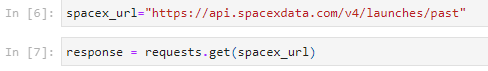 In [6]: spacex_url="https://api.spacexdata.com/v4/launches/past"
In [7]: response = requests.get(spacex_url)